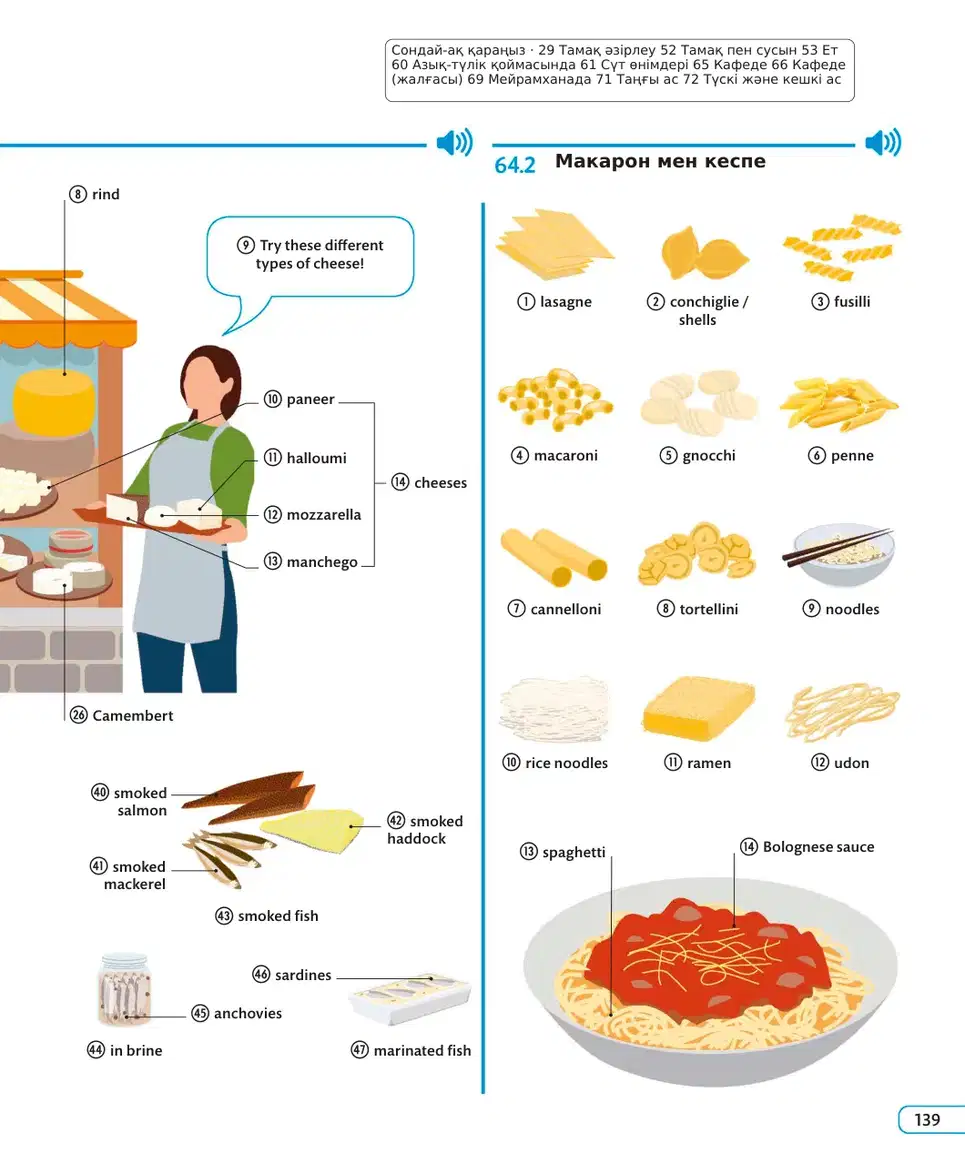 Сондай-ақ қараңыз · 29 Тамақ әзірлеу 52 Тамақ пен сусын 53 Ет
60 Азық-түлік қоймасында 61 Сүт өнімдері 65 Кафеде 66 Кафеде
(жалғасы) 69 Мейрамханада 71 Таңғы ас 72 Түскі және кешкі ас
⑧ rind
⑨ Try these different
types of cheese!
⑩ paneer
⑪ halloumi
⑫ mozzarella
⑬ manchego
⑭ cheeses
㉖ Camembert
㊵ smoked
salmon
㊶ smoked
mackerel
㊷ smoked
haddock
㊸ smoked fish
㊻ sardines
㊺ anchovies
㊹ in brine
㊼ marinated fish
64.2 Макарон мен кеспе
① lasagne
② conchiglie /
shells
③ fusilli
④ macaroni
⑤ gnocchi
⑥ penne
⑦ cannelloni
⑧ tortellini
⑨ noodles
⑩ rice noodles
⑪ ramen
⑫ udon
⑬ spaghetti
⑭ Bolognese sauce
139